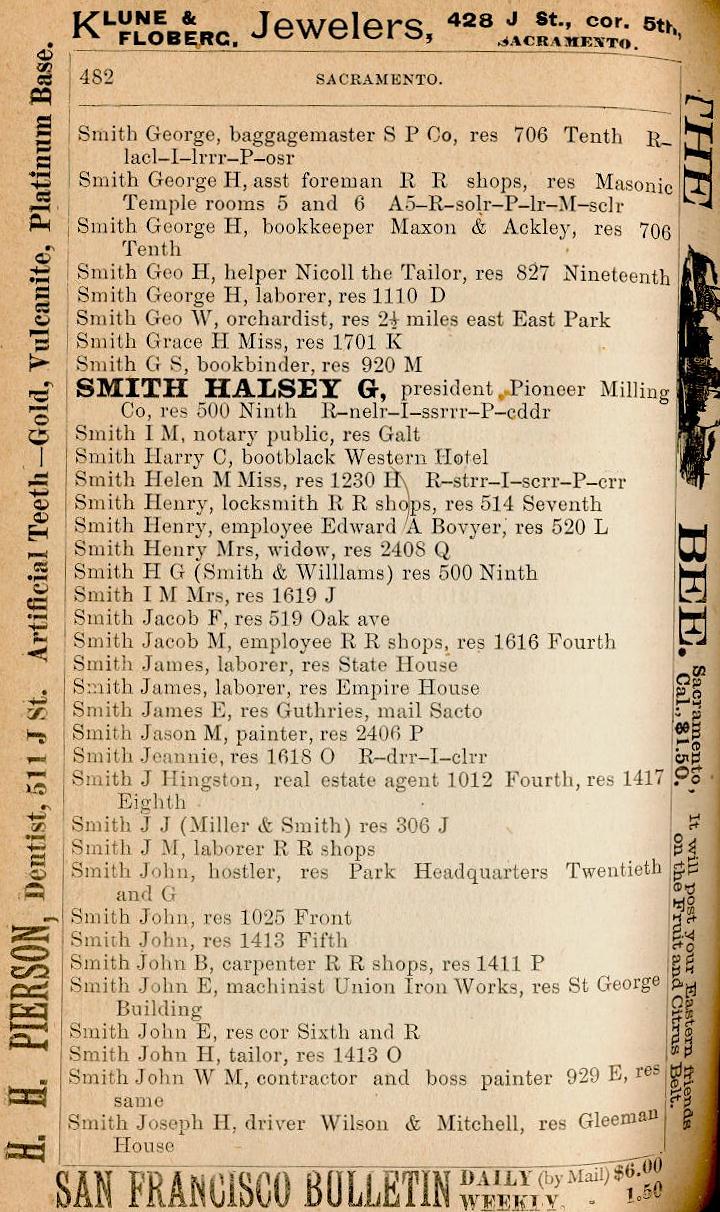 KLUNE &
FLOBERG, Jewelers, 428 J St., cor. 5th,
SACRAMENTO.
482 SACRAMENTO.
Smith George, baggagemaster S P Co, res 706 Tenth R-
lacl-I-lrrr-P-osr
Smith George H, asst foreman R R shops, res Masonic
Temple rooms 5 and 6 A5-R-solr-P-lr-M-sclr
Smith George H, bookkeeper Maxon & Ackley, res 706
Tenth
Smith Geo H, helper Nicoll the Tailor, res 827 Nineteenth
Smith George H, laborer, res 1110 D
Smith Geo W, orchardist, res 2½ miles east East Park
Smith Grace H Miss, res 1701 K
Smith G S, bookbinder, res 920 M
SMITH HALSEY G, president Pioneer Milling
Co, res 500 Ninth R-nelr-I-ssrrr-P-cddr
Smith I M, notary public, res Galt
Smith Harry C, bootblack Western Hotel
Smith Helen M Miss, res 1230 H R-strr-I-scrr-P-crr
Smith Henry, locksmith R R shops, res 514 Seventh
Smith Henry, employee Edward A Bovyer, res 520 L
Smith Henry Mrs, widow, res 2408 Q
Smith H G (Smith & Willlams) res 500 Ninth
Smith I M Mrs, res 1619 J
Smith Jacob F, res 519 Oak ave
Smith Jacob M, employee R R shops, res 1616 Fourth
Smith James, laborer, res State House
Smith James, laborer, res Empire House
Smith James E, res Guthries, mail Sacto
Smith Jason M, painter, res 2406 P
Smith Jeannie, res 1618 O R-drr-I-clrr
Smith J Hingston, real estate agent 1012 Fourth, res 1417
Eighth
Smith J J (Miller & Smith) res 306 J
Smith J M, laborer R R shops
Smith John, hostler, res Park Headquarters Twentieth
and G
Smith John, res 1025 Front
Smith John, res 1413 Fifth
Smith John B, carpenter R R shops, res 1411 P
Smith John E, machinist Union Iron Works, res St George
Building
Smith John E, res cor Sixth and R
Smith John H, tailor, res 1413 O
Smith John W M, contractor and boss painter 929 E, res
same
Smith Joseph H, driver Wilson & Mitchell, res Gleeman
House
SAN FRANCISCO BULLETIN DAILY (by Mail) $6.00
WEEKLY, - 1.50
H. H. PIERSON, Dentist, 511 J St. Artificial Teeth—Gold, Vulcanite, Platinum Base.
THE BEE. Sacramento, Cal., $1.50. It will post your Eastern friends
on the Fruit and Citrus Belt.